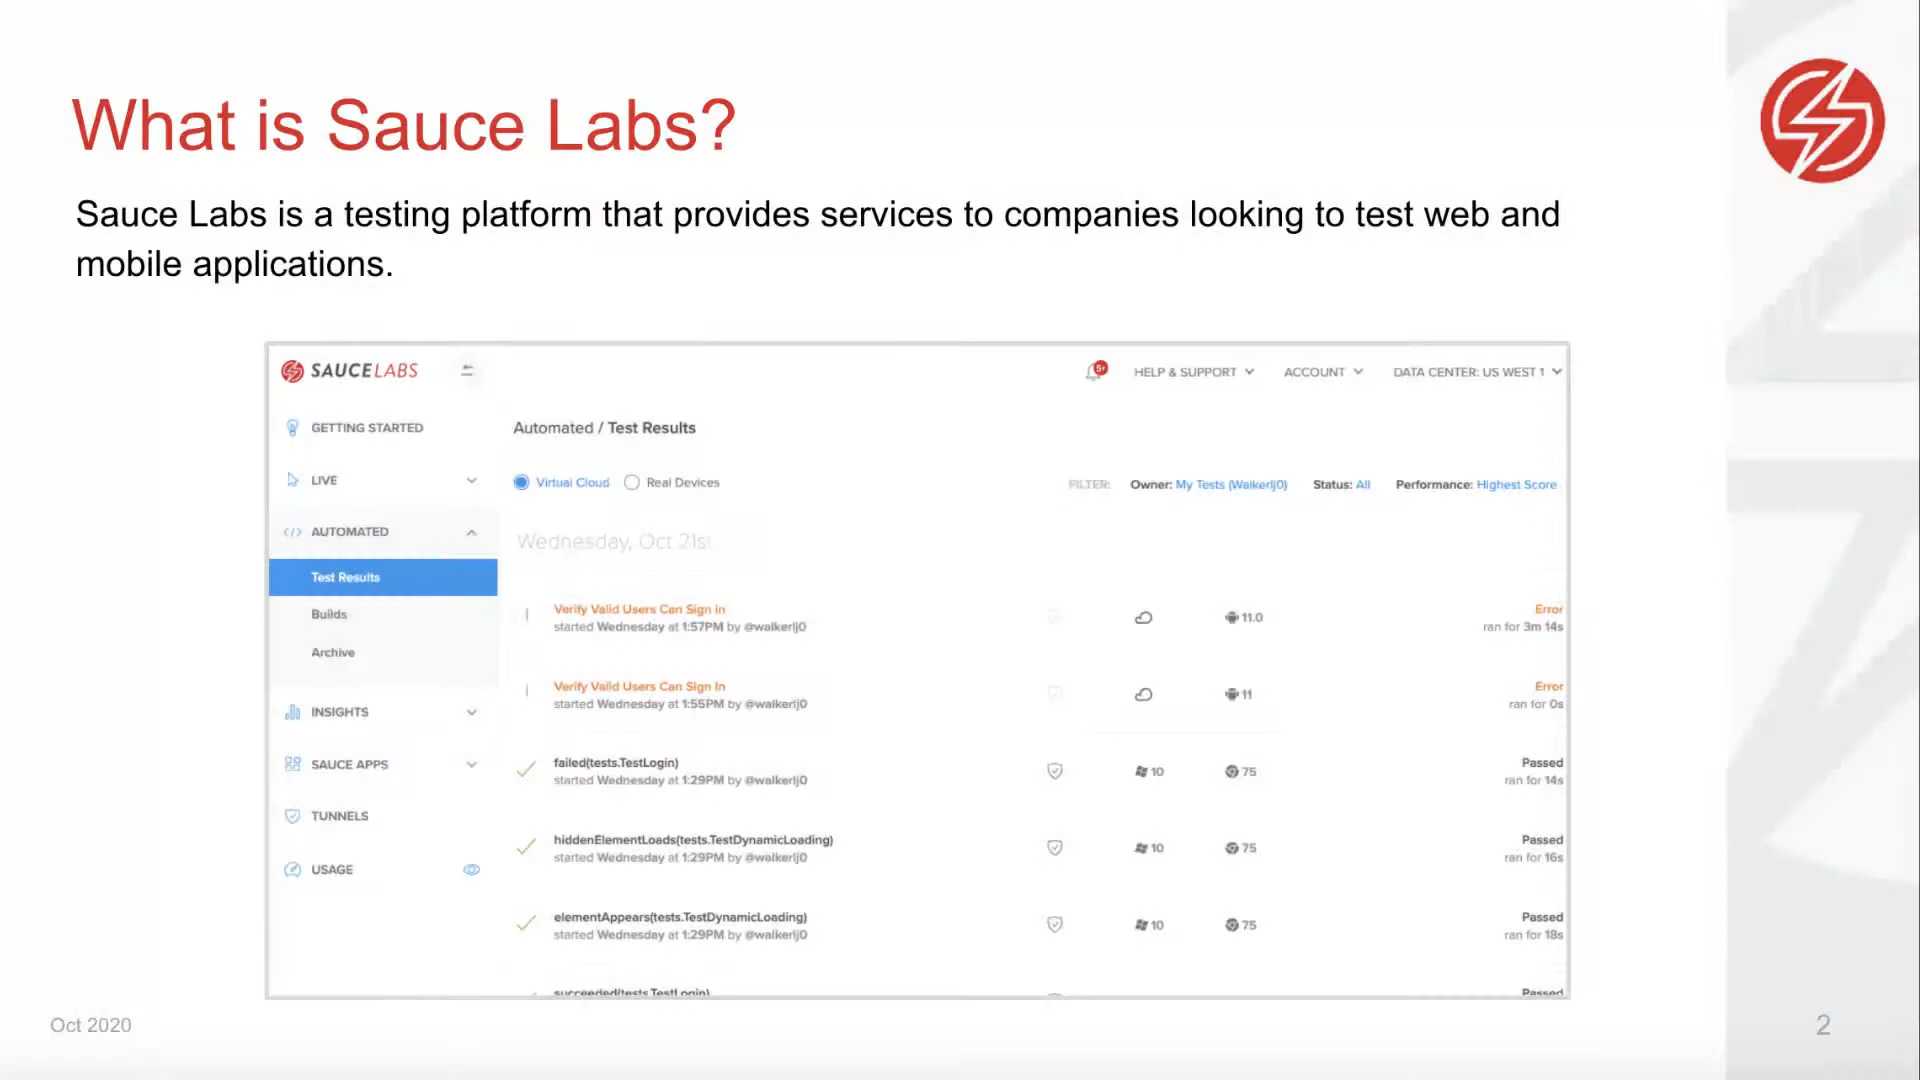 What is Sauce Labs?
Sauce Labs is a testing platform that provides services to companies looking to test web and
mobile applications.
SAUCELABS
5+
HELP & SUPPORT
ACCOUNT
DATA CENTER: US WEST 1
GETTING STARTED
LIVE
AUTOMATED
Test Results
Builds
Archive
INSIGHTS
SAUCE APPS
TUNNELS
USAGE
Automated / Test Results
Virtual Cloud
Real Devices
FILTER:
Owner: My Tests (Walkerlj0)
Status: All
Performance: Highest Score
Wednesday, Oct 21st
Verify Valid Users Can Sign In
started Wednesday at 1:57PM by @walkerlj0
11.0
Error
ran for 3m 14s
Verify Valid Users Can Sign In
started Wednesday at 1:55PM by @walkerlj0
11
Error
ran for 0s
failed(tests.TestLogin)
started Wednesday at 1:29PM by @walkerlj0
10
75
Passed
ran for 14s
hiddenElementLoads(tests.TestDynamicLoading)
started Wednesday at 1:29PM by @walkerlj0
10
75
Passed
ran for 16s
elementAppears(tests.TestDynamicLoading)
started Wednesday at 1:29PM by @walkerlj0
10
75
Passed
ran for 18s
succeeded(tests.TestLogin)
Passed
Oct 2020
2